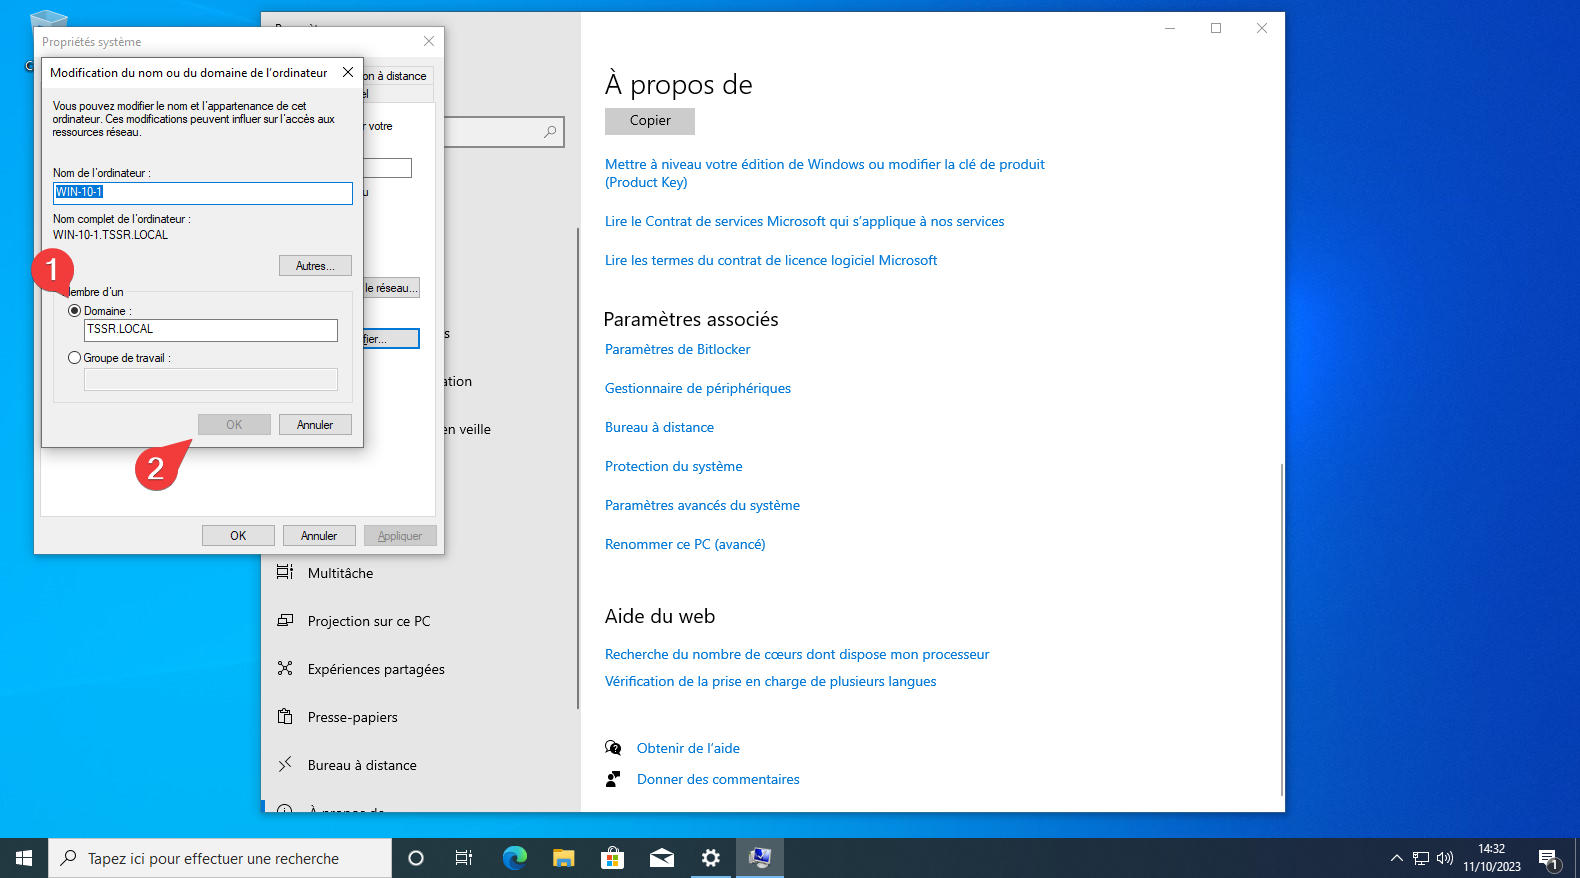 Propriétés système
Modification du nom ou du domaine de l'ordinateur
Vous pouvez modifier le nom et l'appartenance de cet
ordinateur. Ces modifications peuvent influer sur l'accès aux
ressources réseau.
Nom de l'ordinateur :
WIN-10-1
Nom complet de l'ordinateur :
WIN-10-1.TSSR.LOCAL
Autres...
1
embre d'un
Domaine :
TSSR.LOCAL
Groupe de travail :
OK
Annuler
2
on à distance
el
r votre
u
le réseau...
fier...
OK
Annuler
Appliquer
s
ation
en veille
Multitâche
Projection sur ce PC
Expériences partagées
Presse-papiers
Bureau à distance
À propos de
À propos de
Copier
Mettre à niveau votre édition de Windows ou modifier la clé de produit
(Product Key)
Lire le Contrat de services Microsoft qui s'applique à nos services
Lire les termes du contrat de licence logiciel Microsoft
Paramètres associés
Paramètres de Bitlocker
Gestionnaire de périphériques
Bureau à distance
Protection du système
Paramètres avancés du système
Renommer ce PC (avancé)
Aide du web
Recherche du nombre de cœurs dont dispose mon processeur
Vérification de la prise en charge de plusieurs langues
Obtenir de l'aide
Donner des commentaires
Tapez ici pour effectuer une recherche
14:32
11/10/2023
1